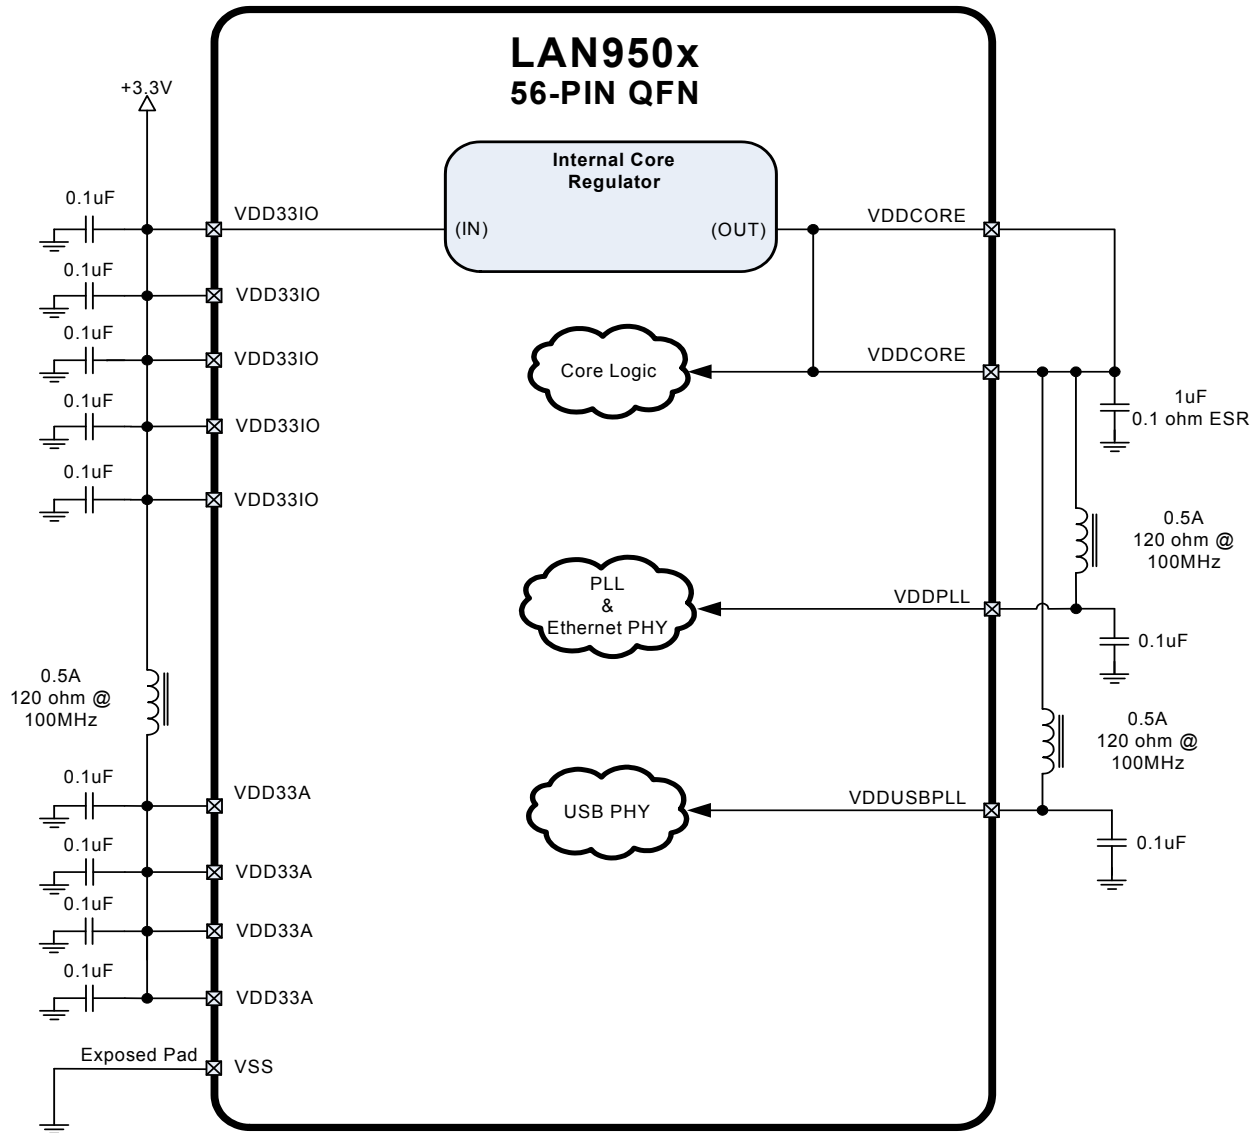 LAN950x
56-PIN QFN
+3.3V
Internal Core
Regulator
(IN)
(OUT)
0.1uF
VDD33IO
VDDCORE
0.1uF
VDD33IO
0.1uF
VDD33IO
Core Logic
VDDCORE
1uF
0.1 ohm ESR
0.1uF
VDD33IO
0.1uF
VDD33IO
0.5A
120 ohm @
100MHz
PLL
&
Ethernet PHY
VDDPLL
0.1uF
0.5A
120 ohm @
100MHz
0.5A
120 ohm @
100MHz
0.1uF
VDD33A
USB PHY
VDDUSBPLL
0.1uF
0.1uF
VDD33A
0.1uF
VDD33A
0.1uF
VDD33A
Exposed Pad
VSS